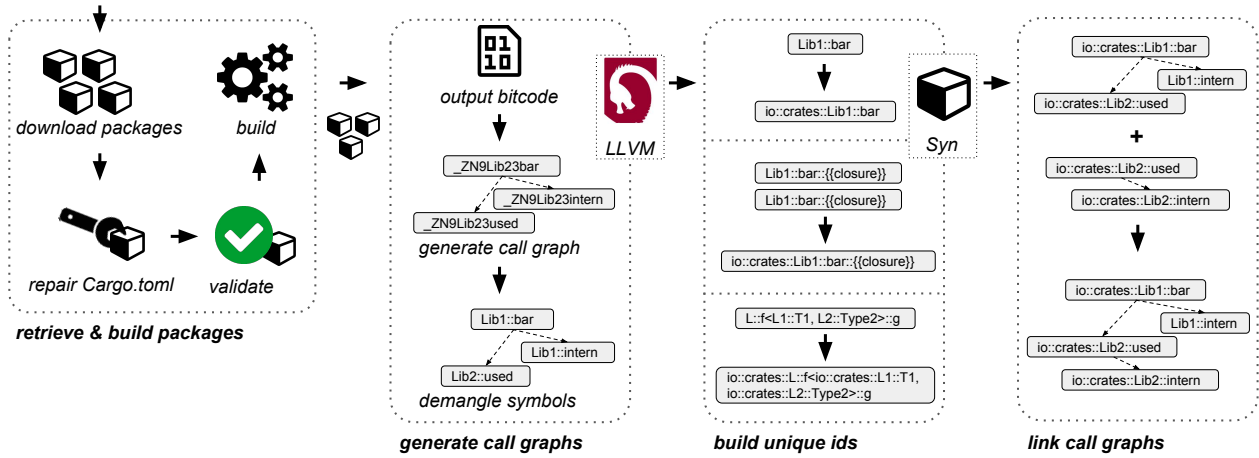 download packages
build
repair Cargo.toml
validate
retrieve & build packages
01
10
output bitcode
_ZN9Lib23bar
_ZN9Lib23intern
_ZN9Lib23used
generate call graph
Lib1::bar
Lib1::intern
Lib2::used
demangle symbols
generate call graphs
LLVM
Lib1::bar
io::crates::Lib1::bar
Lib1::bar::{{closure}}
Lib1::bar::{{closure}}
io::crates::Lib1::bar::{{closure}}
L::f<L1::T1, L2::Type2>::g
io::crates::L::f<io::crates::L1::T1,
io::crates::L2::Type2>::g
build unique ids
Syn
io::crates::Lib1::bar
Lib1::intern
io::crates::Lib2::used
+
io::crates::Lib2::used
io::crates::Lib2::intern
io::crates::Lib1::bar
Lib1::intern
io::crates::Lib2::used
io::crates::Lib2::intern
link call graphs